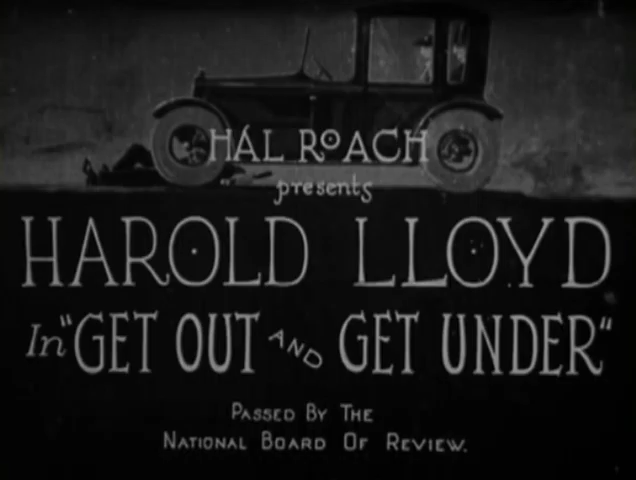 HAL ROACH
presents
HAROLD LLOYD
In "GET OUT AND GET UNDER"
PASSED BY THE
NATIONAL BOARD OF REVIEW.